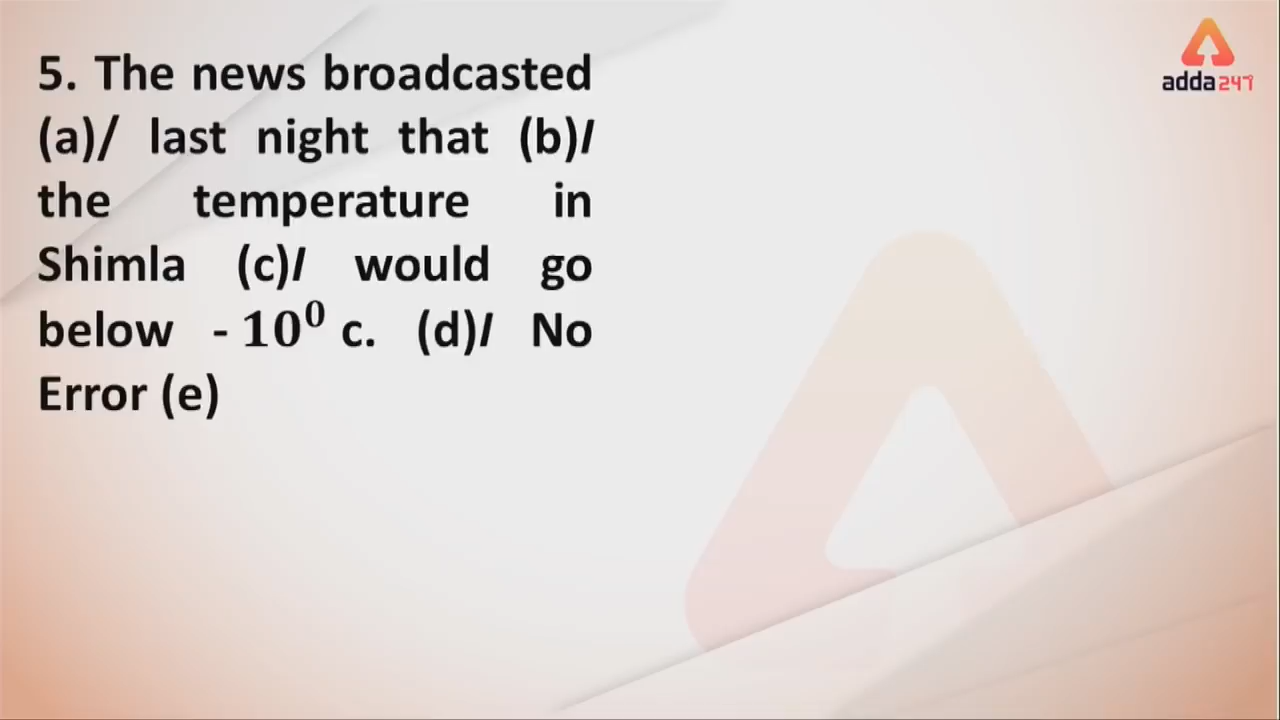 5. The news broadcasted
(a)/ last night that (b)/
the temperature in
Shimla (c)/ would go
below - 10⁰ c. (d)/ No
Error (e)
adda247